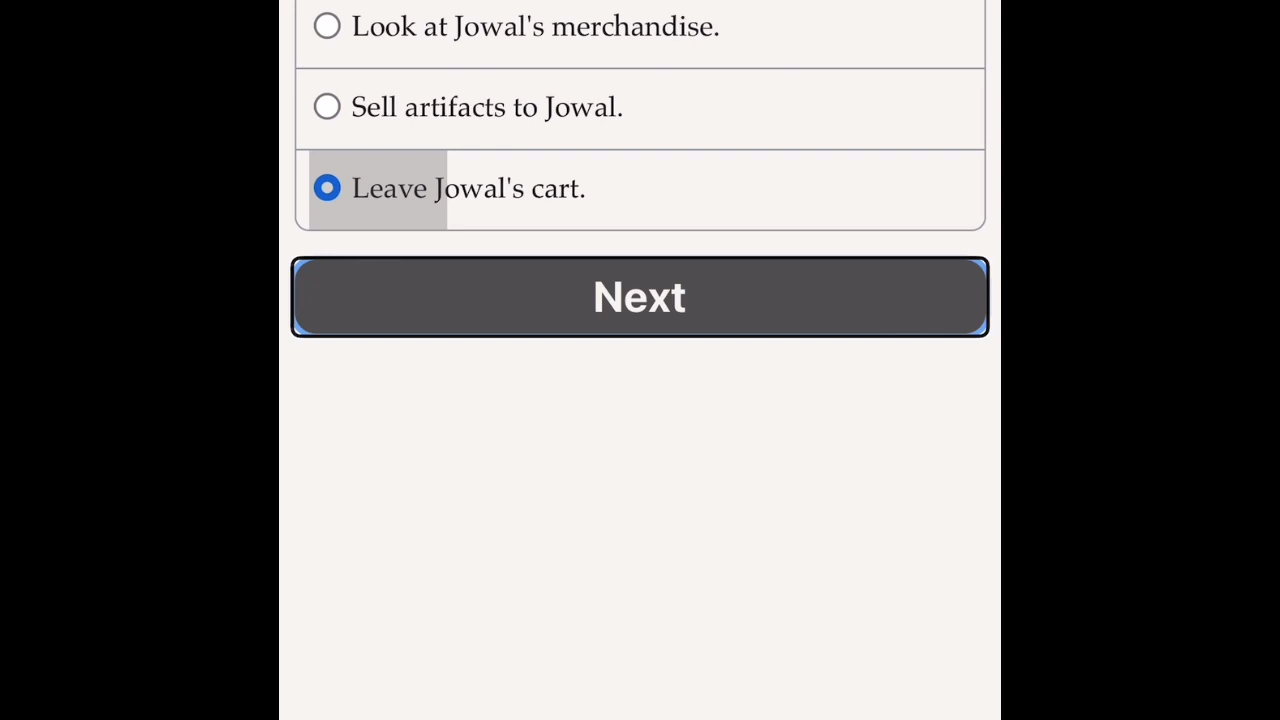 Look at Jowal's merchandise.
Sell artifacts to Jowal.
Leave Jowal's cart.
Next